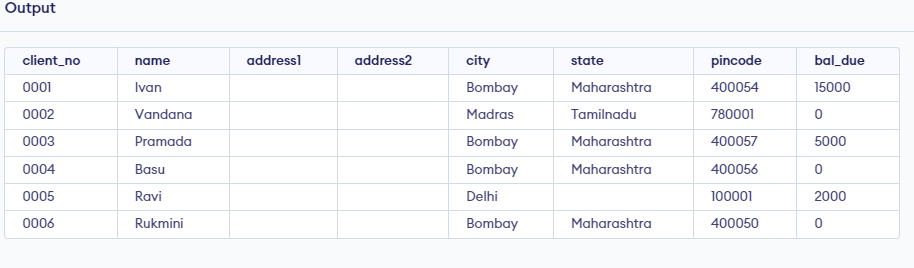 Output
client_no name address1 address2 city state pincode bal_due
0001 Ivan Bombay Maharashtra 400054 15000
0002 Vandana Madras Tamilnadu 780001 0
0003 Pramada Bombay Maharashtra 400057 5000
0004 Basu Bombay Maharashtra 400056 0
0005 Ravi Delhi 100001 2000
0006 Rukmini Bombay Maharashtra 400050 0